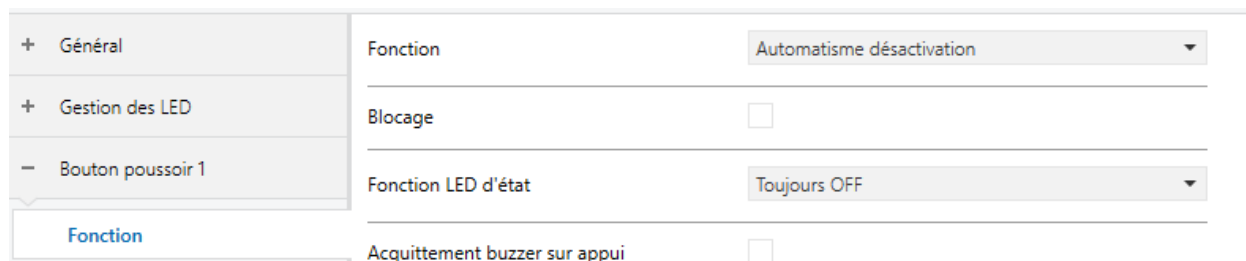 Général
Fonction
Automatisme désactivation
Gestion des LED
Blocage
Bouton poussoir 1
Fonction LED d'état
Toujours OFF
Fonction
Acquittement buzzer sur appui